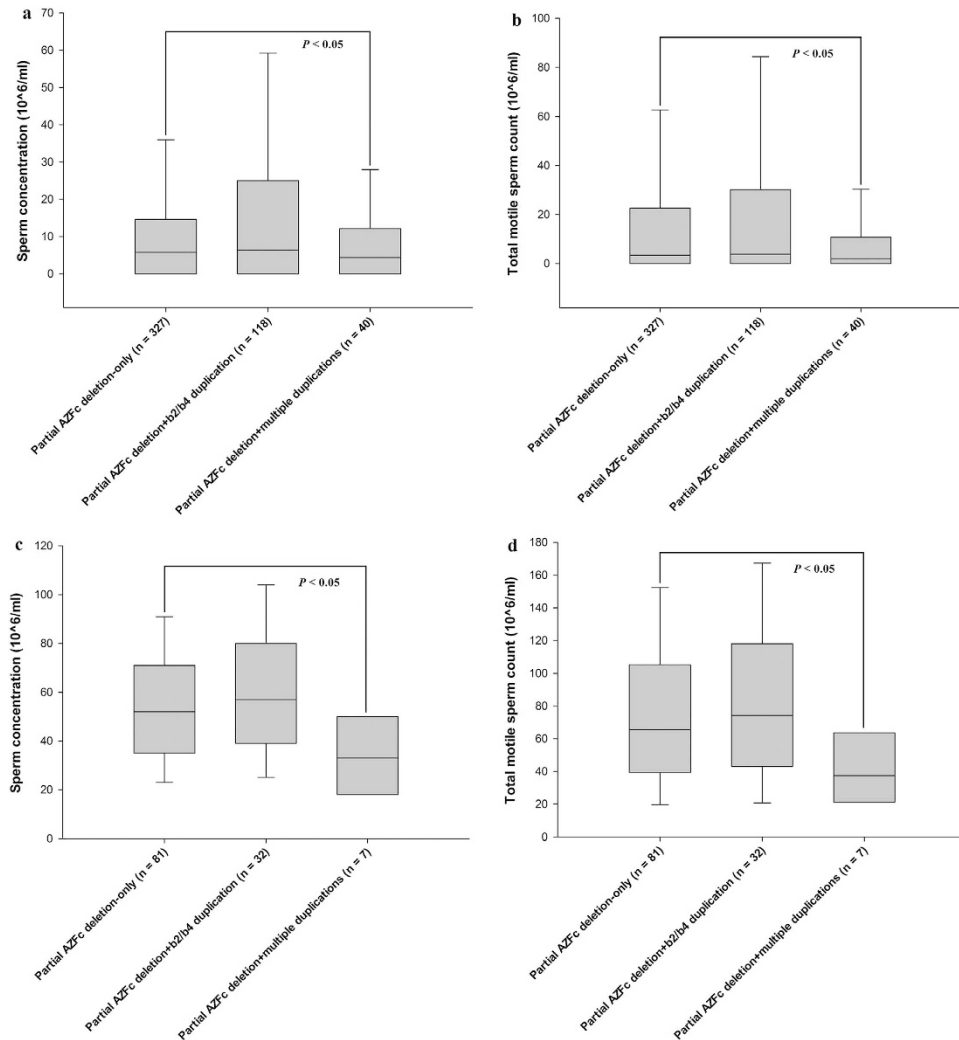 a
70
60
50
40
30
20
10
0
Sperm concentration (10^6/ml)
P < 0.05
Partial AZFc deletion-only (n = 327)
Partial AZFc deletion+b2/b4 duplication (n = 118)
Partial AZFc deletion+multiple duplications (n = 40)
b
100
80
60
40
20
0
Total motile sperm count (10^6/ml)
P < 0.05
Partial AZFc deletion-only (n = 327)
Partial AZFc deletion+b2/b4 duplication (n = 118)
Partial AZFc deletion+multiple duplications (n = 40)
c
120
100
80
60
40
20
0
Sperm concentration (10^6/ml)
P < 0.05
Partial AZFc deletion-only (n = 81)
Partial AZFc deletion+b2/b4 duplication (n = 32)
Partial AZFc deletion+multiple duplications (n = 7)
d
180
160
140
120
100
80
60
40
20
0
Total motile sperm count (10^6/ml)
P < 0.05
Partial AZFc deletion-only (n = 81)
Partial AZFc deletion+b2/b4 duplication (n = 32)
Partial AZFc deletion+multiple duplications (n = 7)